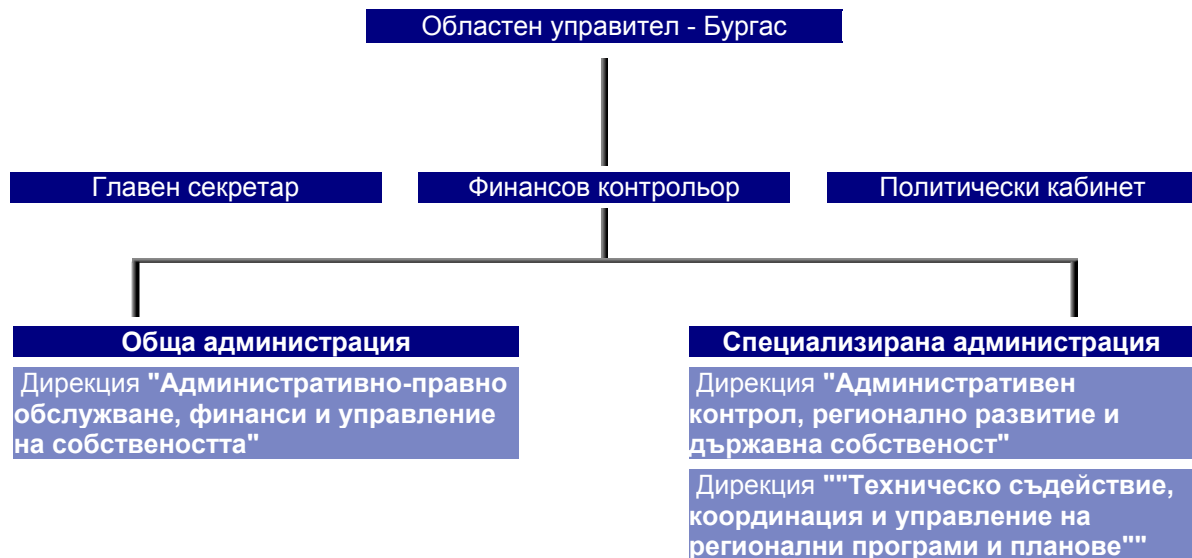 Областен управител - Бургас
Главен секретар
Финансов контрольор
Политически кабинет
Обща администрация
Дирекция "Административно-правно
обслужване, финанси и управление
на собствеността"
Специализирана администрация
Дирекция "Административен
контрол, регионално развитие и
държавна собственост"
Дирекция ""Техническо съдействие,
координация и управление на
регионални програми и планове""